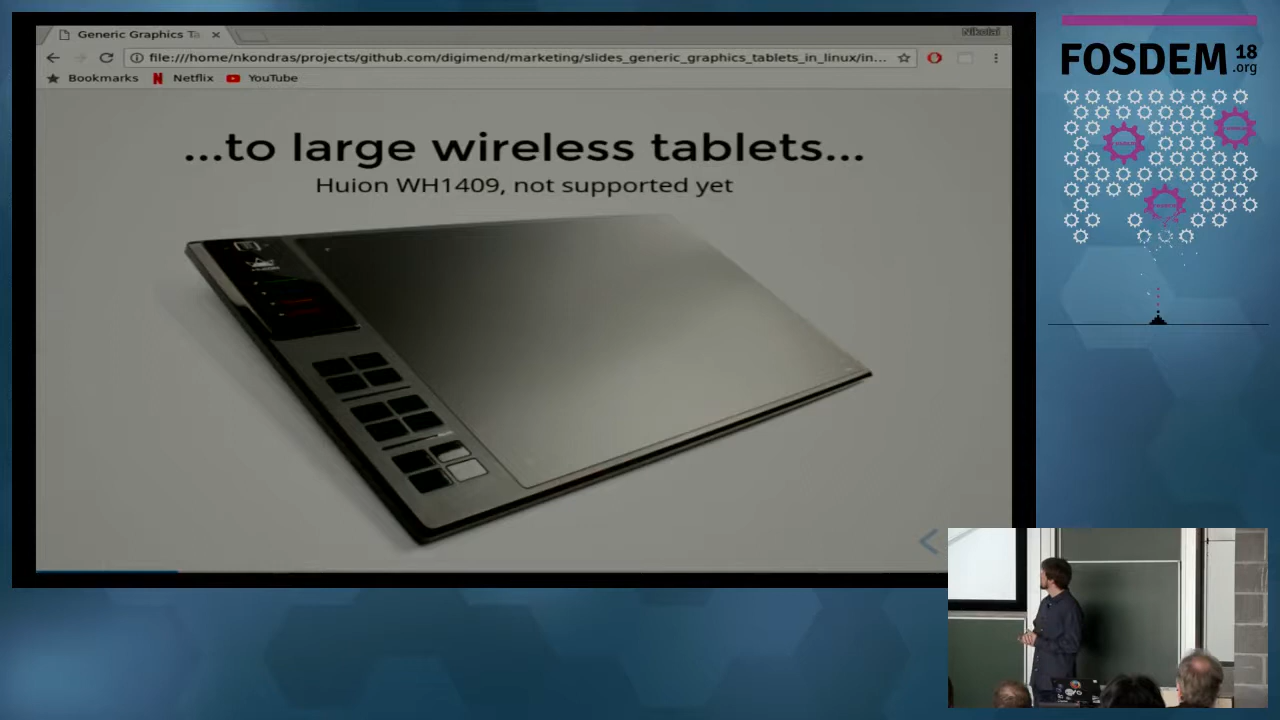 Generic Graphics Ta
Nikolai
file:///home/nkondras/projects/github.com/digimend/marketing/slides_generic_graphics_tablets_in_linux/in...
Bookmarks
Netflix
YouTube
...to large wireless tablets...
Huion WH1409, not supported yet
FOSDEM 18
.org